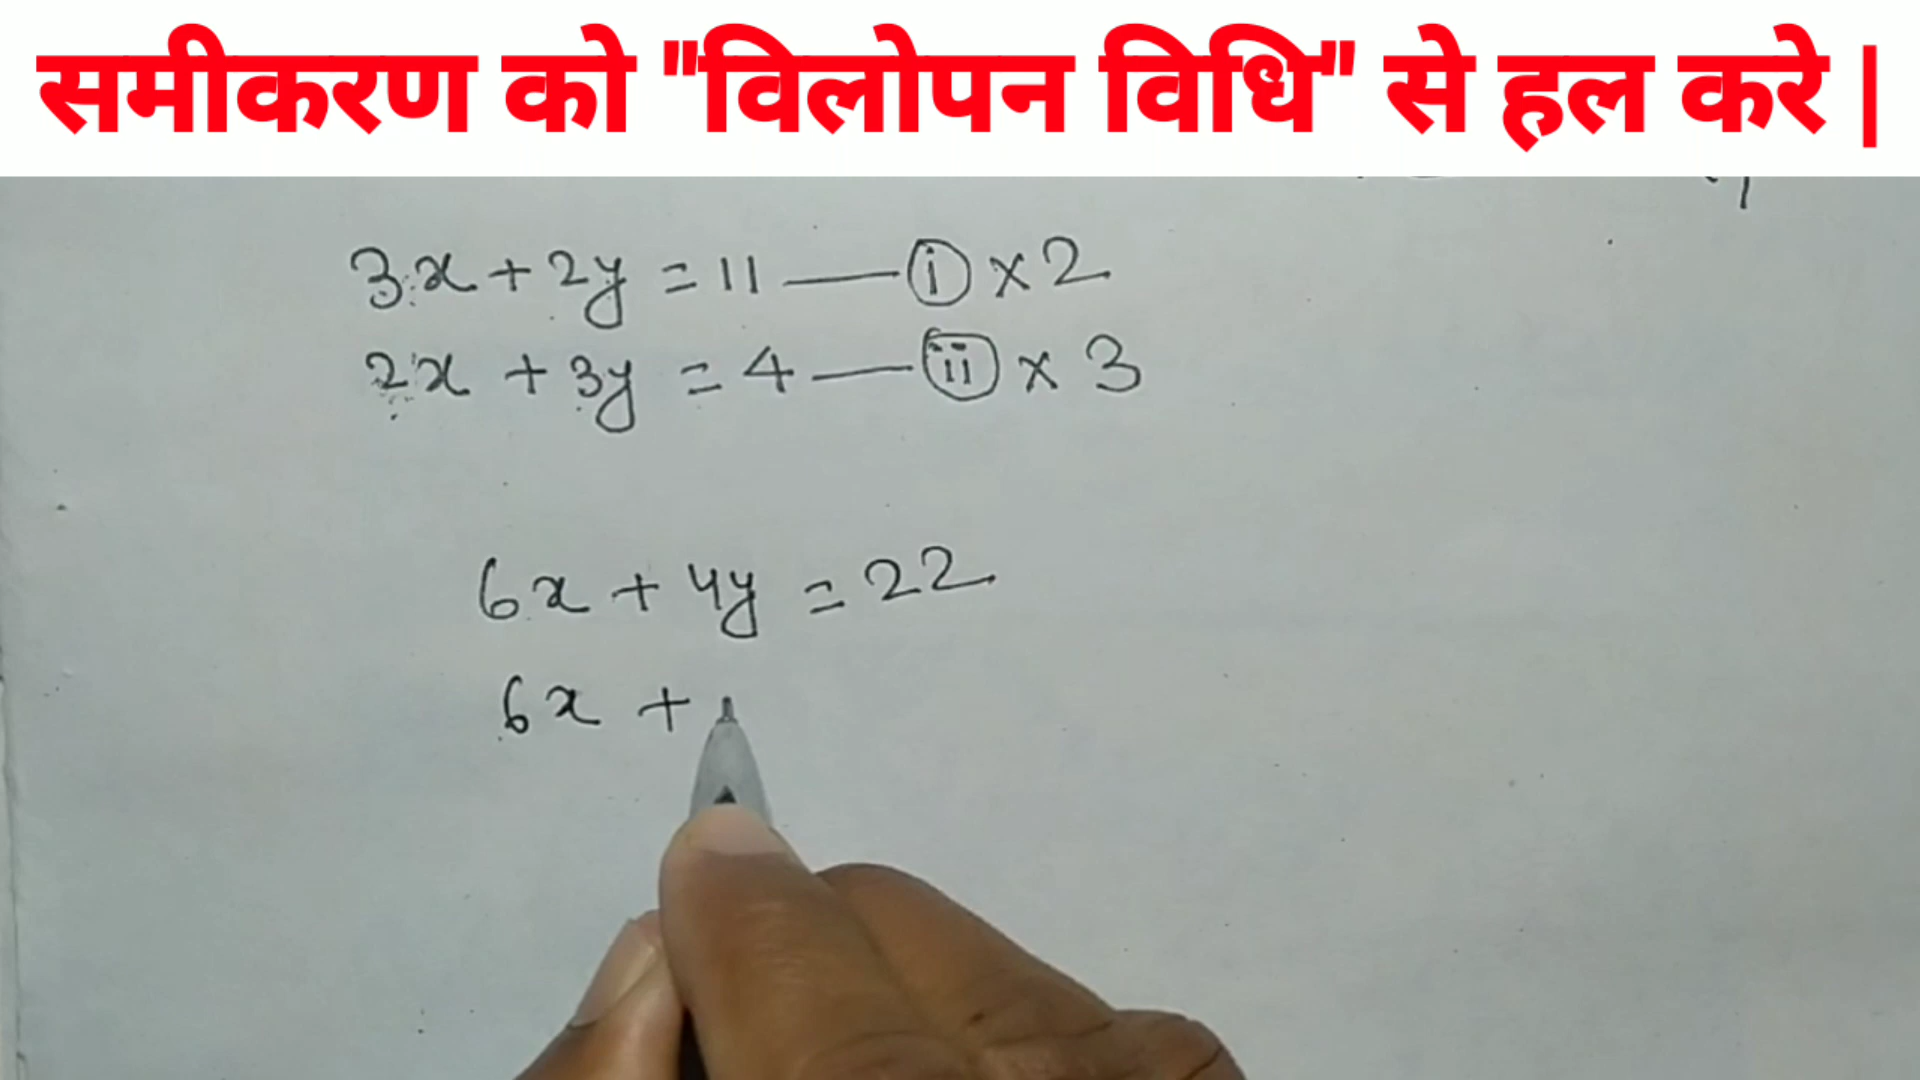 समीकरण को "विलोपन विधि" से हल करे |
3x + 2y = 11 — (i) × 2
2x + 3y = 4 — (ii) × 3
6x + 4y = 22
6x +